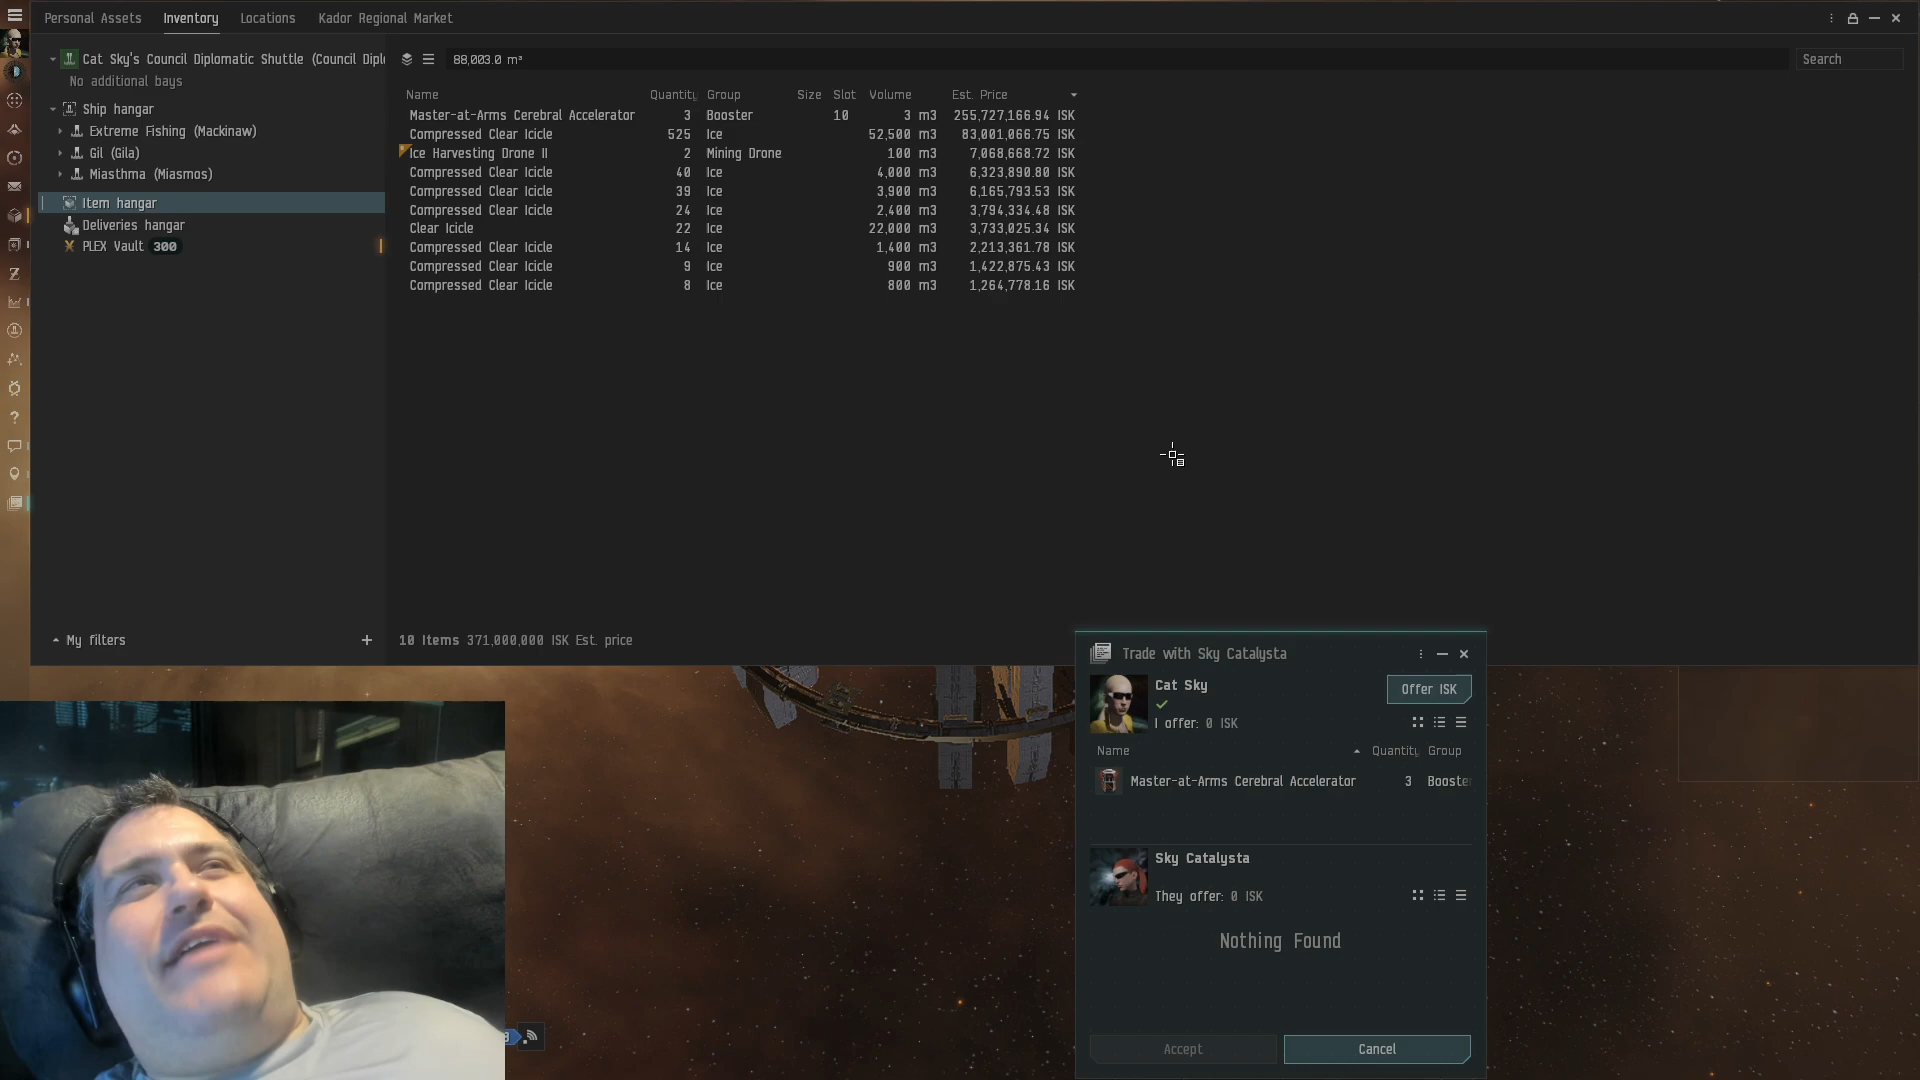 Personal Assets Inventory Locations Kador Regional Market
Cat Sky's Council Diplomatic Shuttle (Council Dipl
No additional bays
Ship hangar
Extreme Fishing (Mackinaw)
Gil (Gila)
Miasthma (Miasmos)
Item hangar
Deliveries hangar
PLEX Vault 300
My filters +
88,003.0 m³
Search
Name Quantity Group Size Slot Volume Est. Price
Master-at-Arms Cerebral Accelerator 3 Booster 10 3 m3 255,727,166.94 ISK
Compressed Clear Icicle 525 Ice 52,500 m3 83,001,066.75 ISK
Ice Harvesting Drone II 2 Mining Drone 100 m3 7,068,668.72 ISK
Compressed Clear Icicle 40 Ice 4,000 m3 6,323,890.80 ISK
Compressed Clear Icicle 39 Ice 3,900 m3 6,165,793.53 ISK
Compressed Clear Icicle 24 Ice 2,400 m3 3,794,334.48 ISK
Clear Icicle 22 Ice 22,000 m3 3,733,025.34 ISK
Compressed Clear Icicle 14 Ice 1,400 m3 2,213,361.78 ISK
Compressed Clear Icicle 9 Ice 900 m3 1,422,875.43 ISK
Compressed Clear Icicle 8 Ice 800 m3 1,264,778.16 ISK
10 Items 371,000,000 ISK Est. price
Trade with Sky Catalysta
Cat Sky
Offer ISK
I offer: 0 ISK
Name Quantity Group
Master-at-Arms Cerebral Accelerator 3 Booster
Sky Catalysta
They offer: 0 ISK
Nothing Found
Accept Cancel